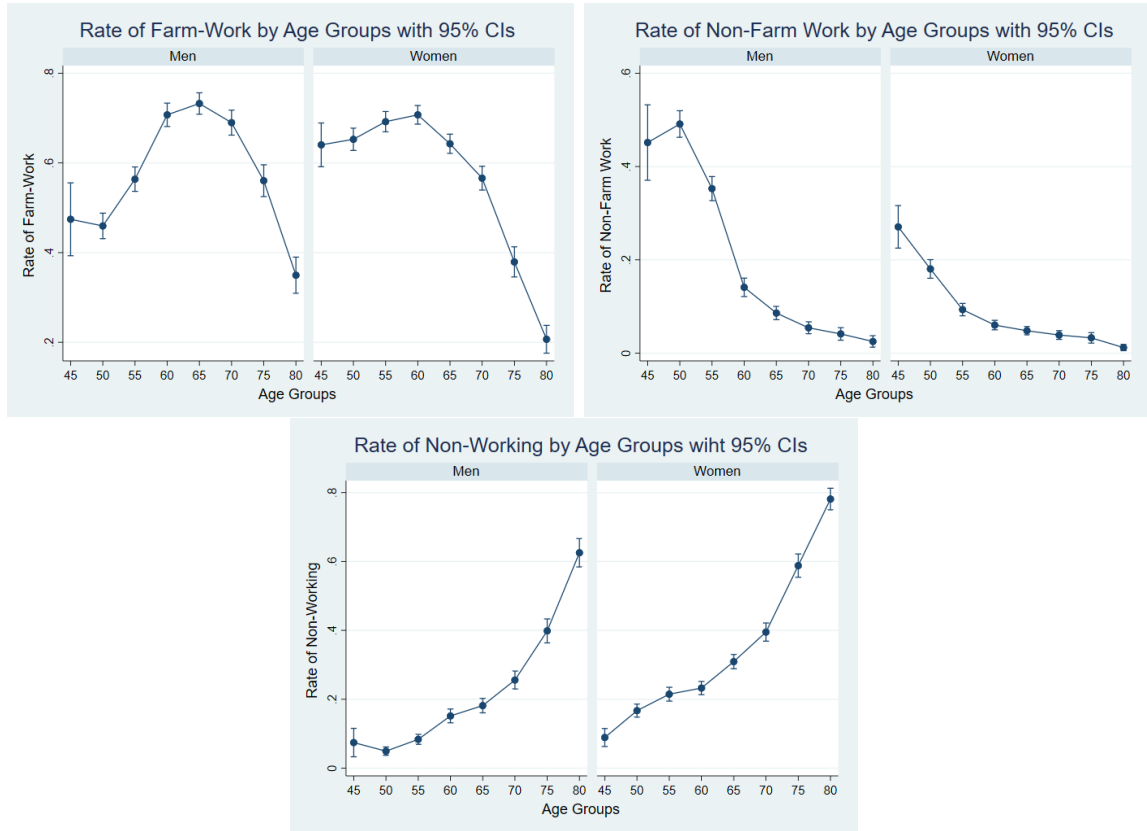 Rate of Farm-Work by Age Groups with 95% CIs
Men
Women
Rate of Farm-Work
.8
.6
.4
.2
45 50 55 60 65 70 75 80
45 50 55 60 65 70 75 80
Age Groups
Rate of Non-Farm Work by Age Groups with 95% CIs
Men
Women
Rate of Non-Farm Work
.6
.4
.2
0
45 50 55 60 65 70 75 80
45 50 55 60 65 70 75 80
Age Groups
Rate of Non-Working by Age Groups wiht 95% CIs
Men
Women
Rate of Non-Working
.8
.6
.4
.2
0
45 50 55 60 65 70 75 80
45 50 55 60 65 70 75 80
Age Groups